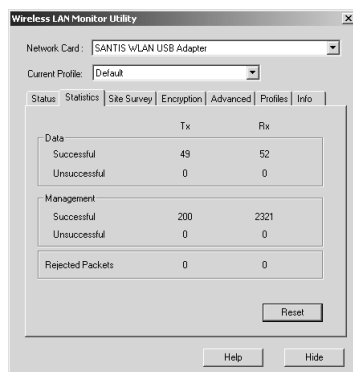 Wireless LAN Monitor Utility
Network Card : SANTIS WLAN USB Adapter
Current Profile: Default
Status Statistics Site Survey Encryption Advanced Profiles Info
Tx Rx
Data
Successful 49 52
Unsuccessful 0 0
Management
Successful 200 2321
Unsuccessful 0 0
Rejected Packets 0 0
Reset
Help Hide